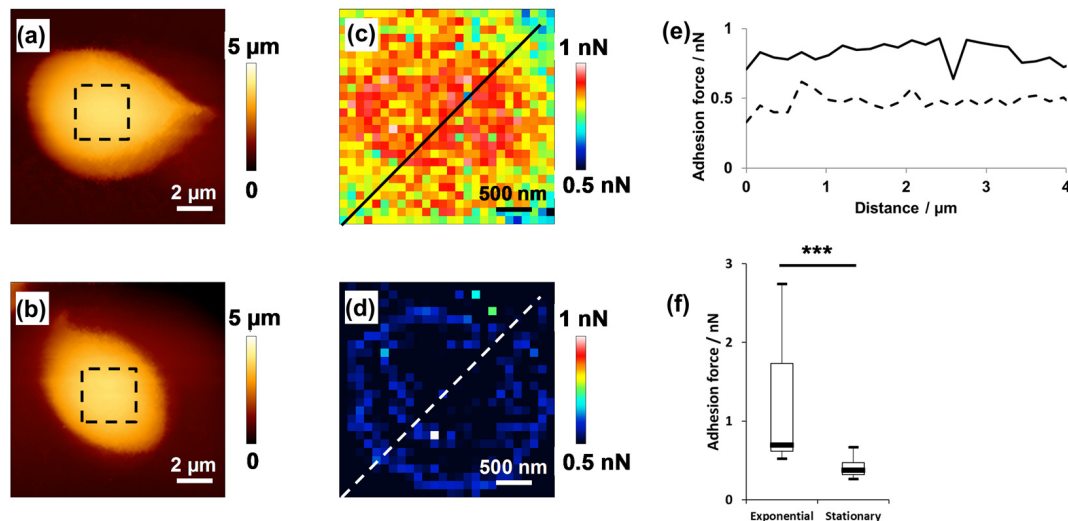 (a)
5 µm
0
2 µm
(c)
1 nN
0.5 nN
500 nm
(e)
Adhesion force / nN
1
0.5
0
0
1
2
3
4
Distance / µm
(b)
5 µm
0
2 µm
(d)
1 nN
0.5 nN
500 nm
(f)
***
Adhesion force / nN
3
2
1
0
Exponential
Stationary